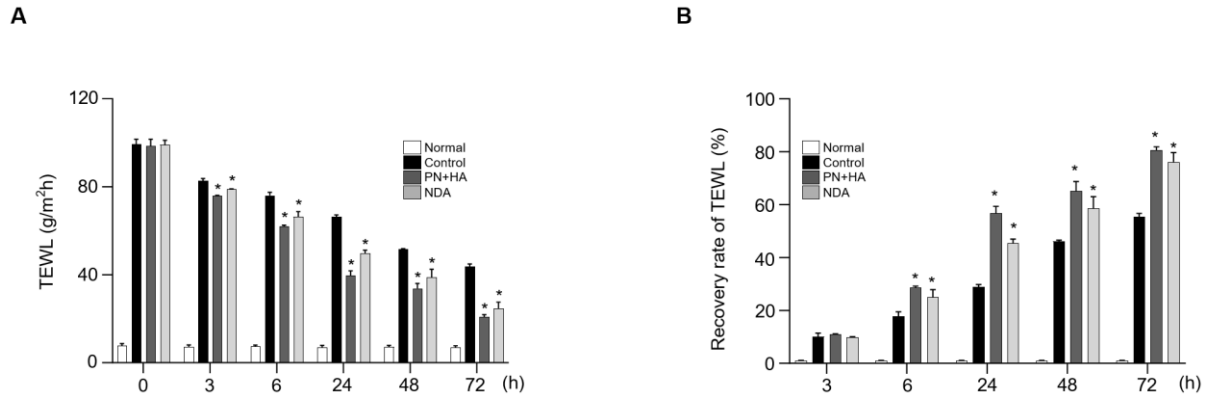 A
TEWL (g/m²h)
120
80
40
0
Normal
Control
PN+HA
NDA
* *
* *
* *
* *
* *
0 3 6 24 48 72 (h)
B
Recovery rate of TEWL (%)
100
80
60
40
20
0
Normal
Control
PN+HA
NDA
* *
* *
* *
* *
3 6 24 48 72 (h)